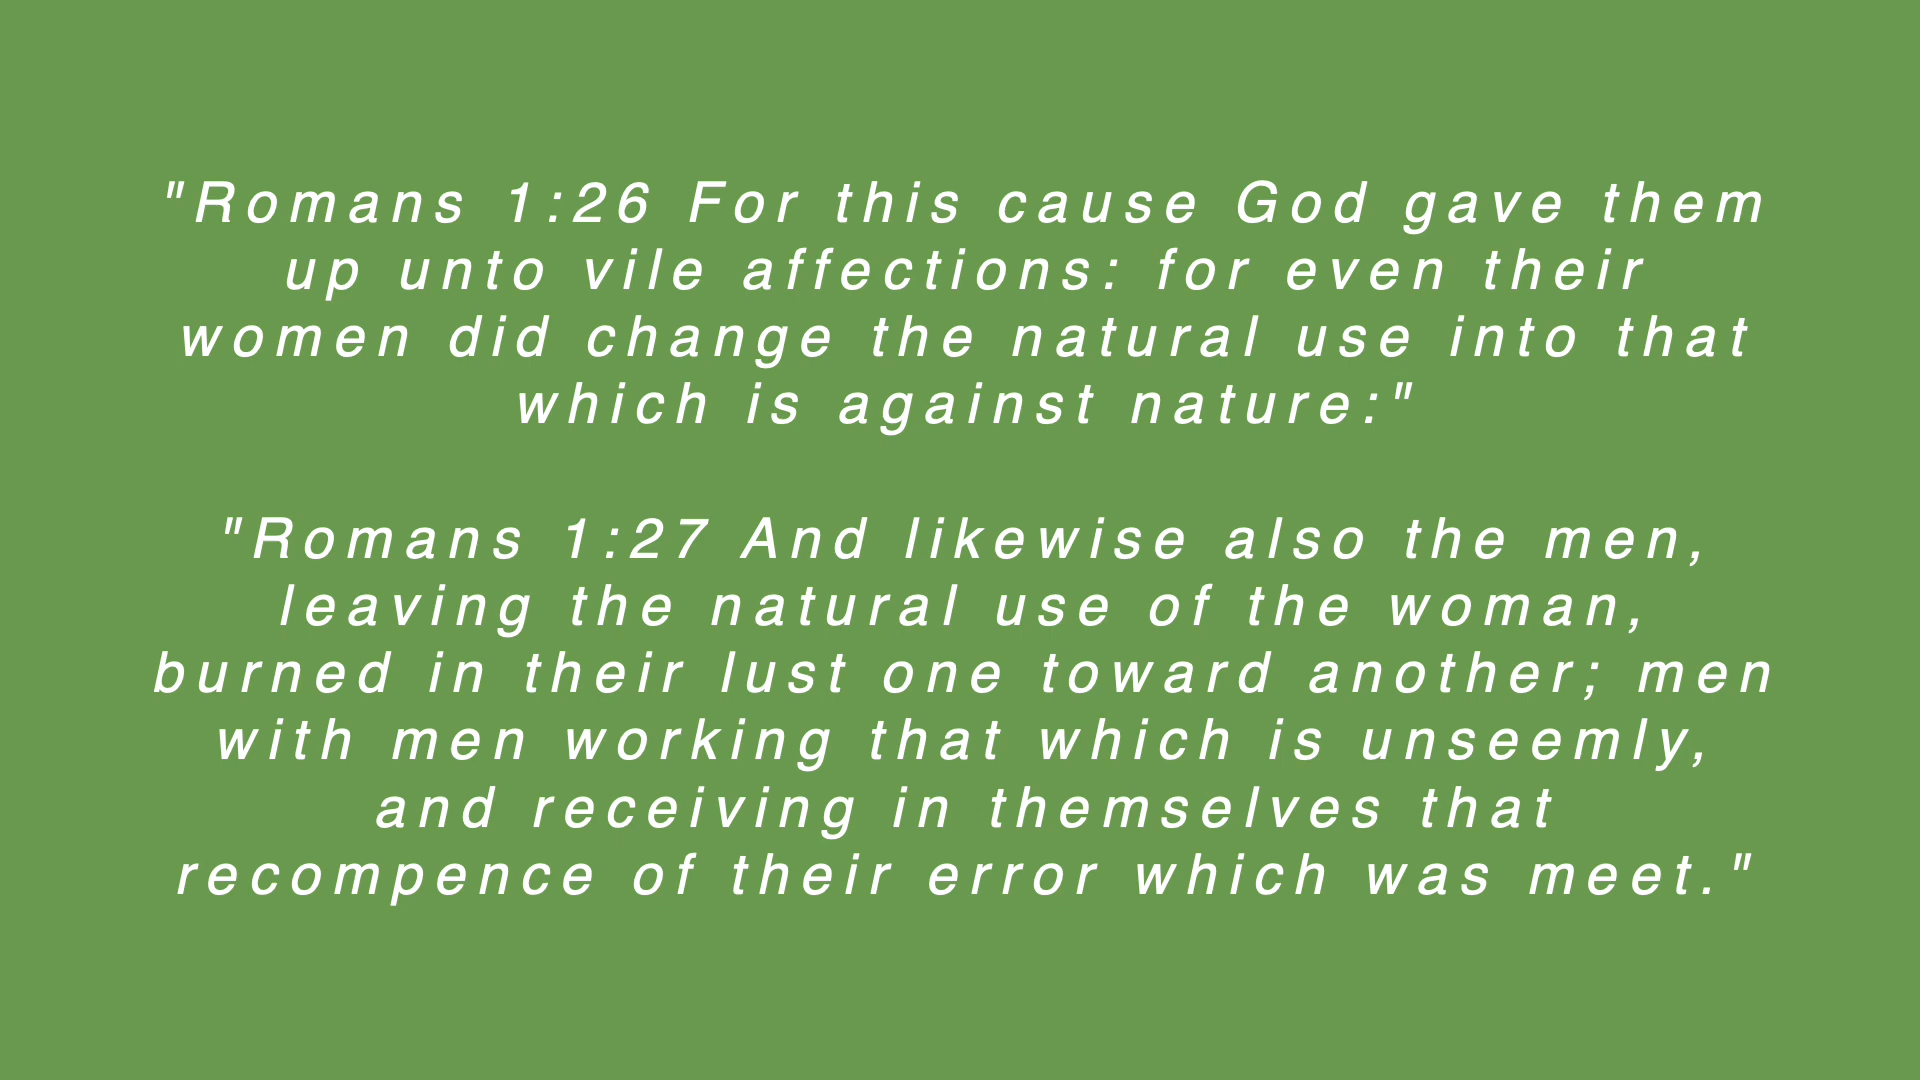 "Romans 1:26 For this cause God gave them
up unto vile affections: for even their
women did change the natural use into that
which is against nature:"
"Romans 1:27 And likewise also the men,
leaving the natural use of the woman,
burned in their lust one toward another; men
with men working that which is unseemly,
and receiving in themselves that
recompence of their error which was meet."